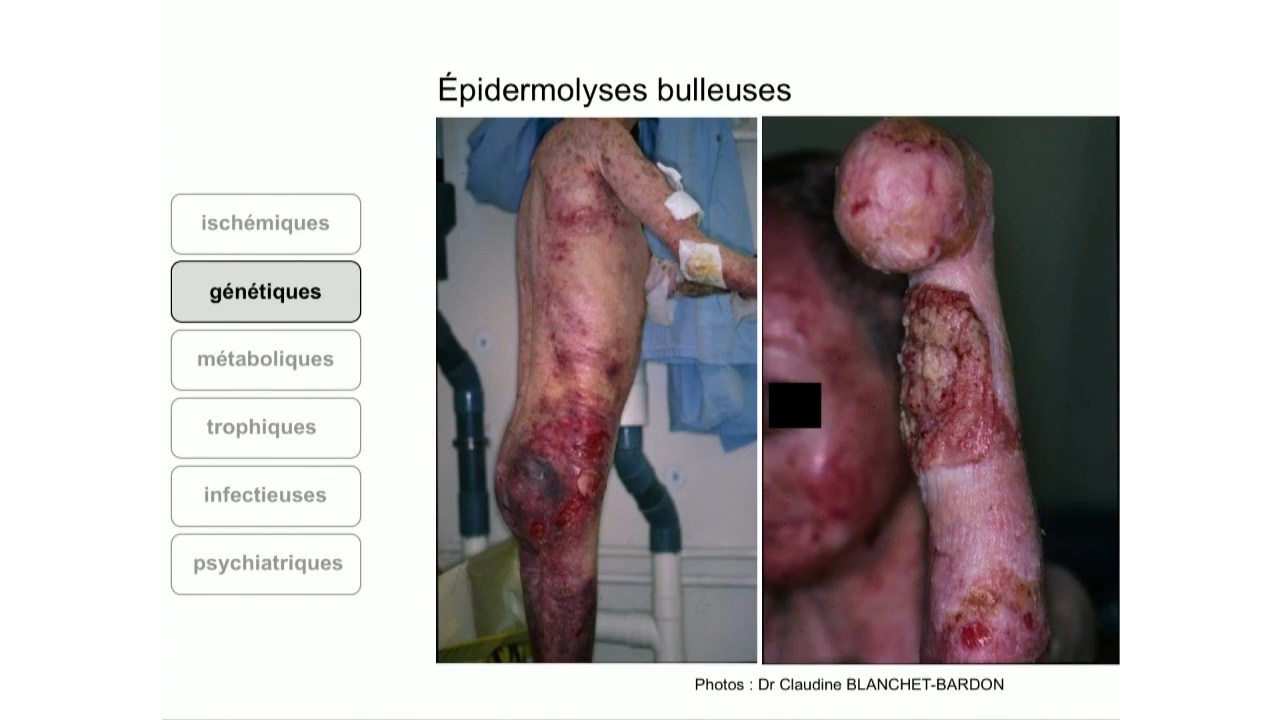 Épidermolyses bulleuses
ischémiques
génétiques
métaboliques
trophiques
infectieuses
psychiatriques
Photos : Dr Claudine BLANCHET-BARDON